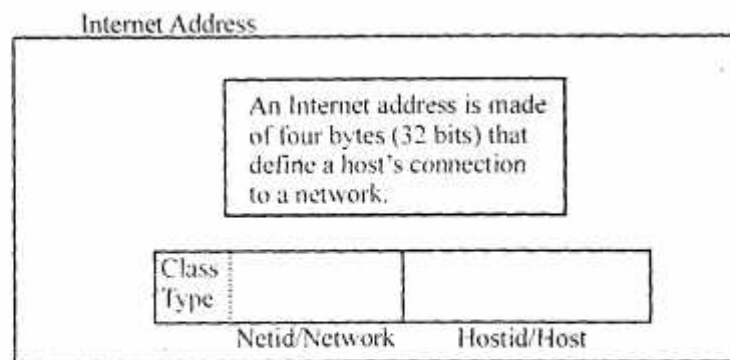 Internet Address
An Internet address is made
of four bytes (32 bits) that
define a host's connection
to a network.
Class
Type
Netid/Network Hostid/Host